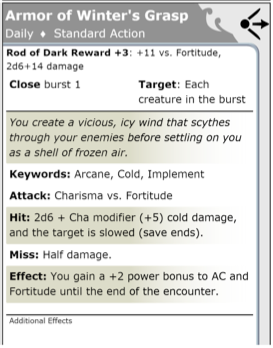 Armor of Winter's Grasp
Daily ♦ Standard Action
Rod of Dark Reward +3: +11 vs. Fortitude,
2d6+14 damage
Close burst 1
Target: Each
creature in the burst
You create a vicious, icy wind that scythes
through your enemies before settling on you
as a shell of frozen air.
Keywords: Arcane, Cold, Implement
Attack: Charisma vs. Fortitude
Hit: 2d6 + Cha modifier (+5) cold damage,
and the target is slowed (save ends).
Miss: Half damage.
Effect: You gain a +2 power bonus to AC and
Fortitude until the end of the encounter.
Additional Effects